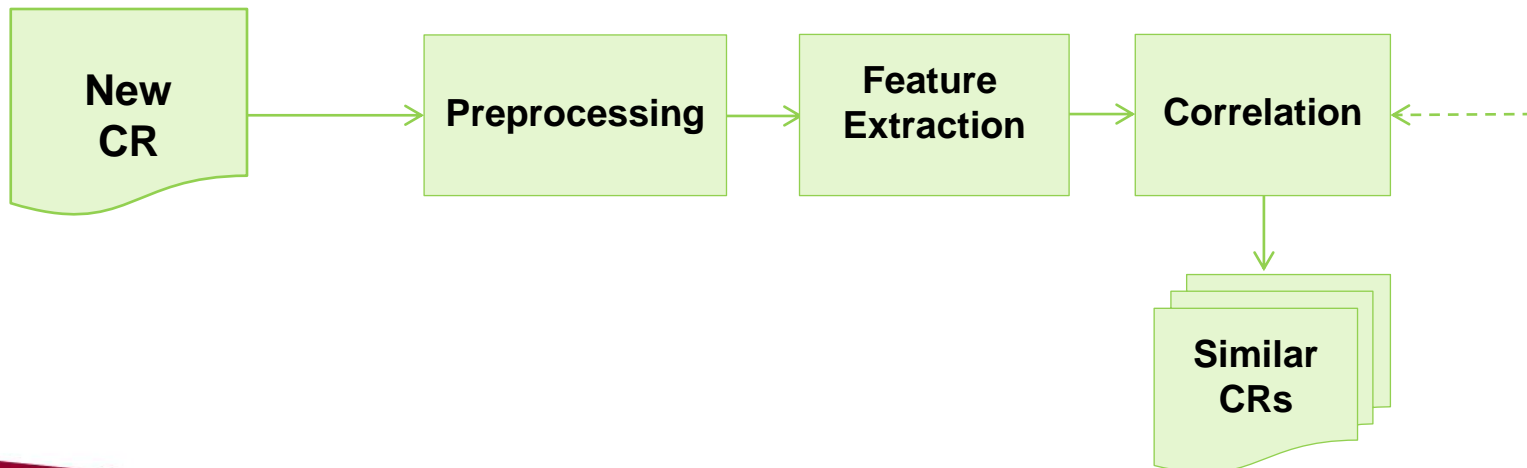 New
CR
Preprocessing
Feature
Extraction
Correlation
Similar
CRs